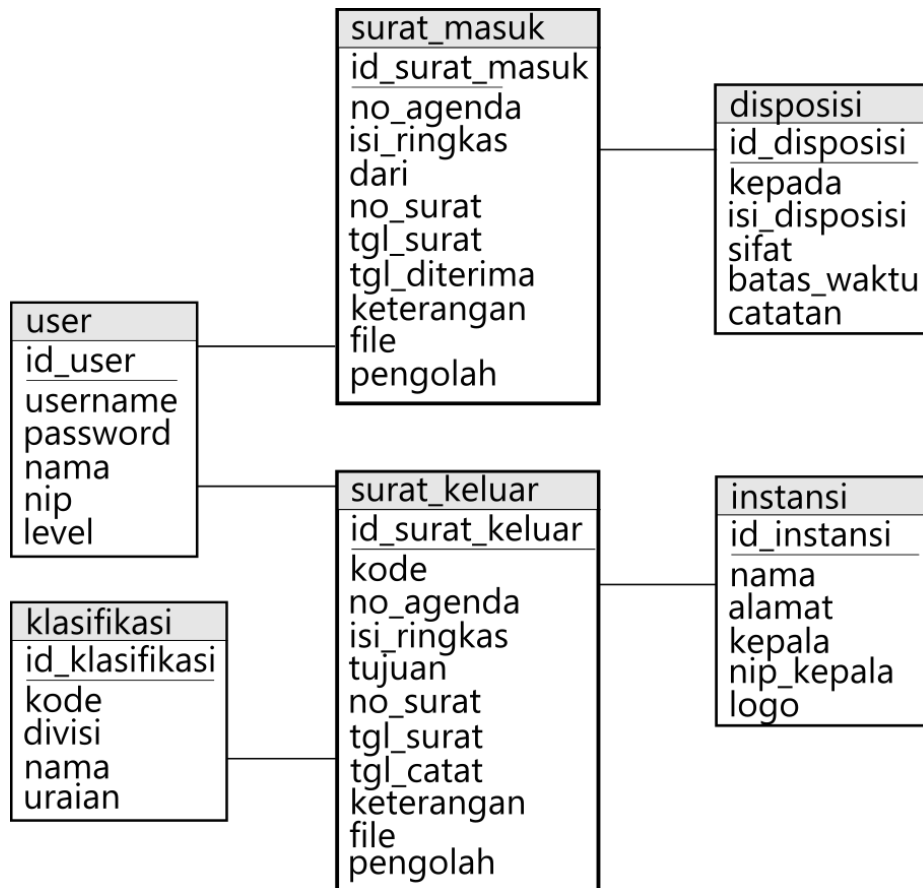 surat_masuk
id_surat_masuk
no_agenda
isi_ringkas
dari
no_surat
tgl_surat
tgl_diterima
keterangan
file
pengolah
disposisi
id_disposisi
kepada
isi_disposisi
sifat
batas_waktu
catatan
user
id_user
username
password
nama
nip
level
surat_keluar
id_surat_keluar
kode
no_agenda
isi_ringkas
tujuan
no_surat
tgl_surat
tgl_catat
keterangan
file
pengolah
instansi
id_instansi
nama
alamat
kepala
nip_kepala
logo
klasifikasi
id_klasifikasi
kode
divisi
nama
uraian